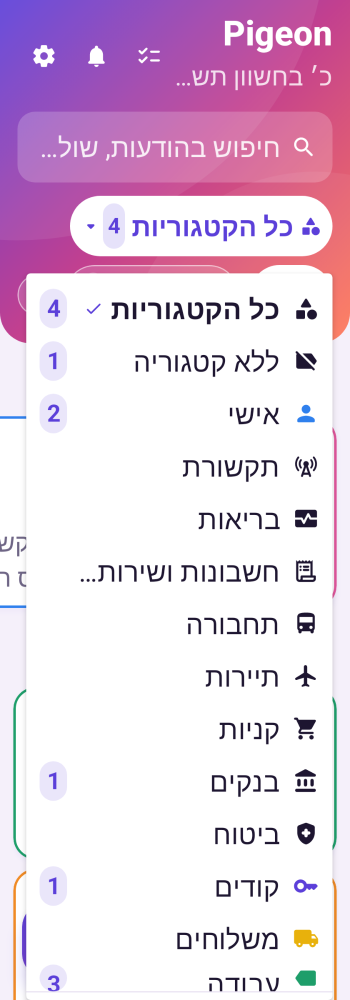 Pigeon
כ׳ בחשוון תש...
חיפוש בהודעות, שול...
כל הקטגוריות 4
כל הקטגוריות 4
ללא קטגוריה 1
אישי 2
תקשורת
בריאות
חשבונות ושירות...
תחבורה
תיירות
קניות
בנקים 1
ביטוח
קודים 1
משלוחים
עבודה 3